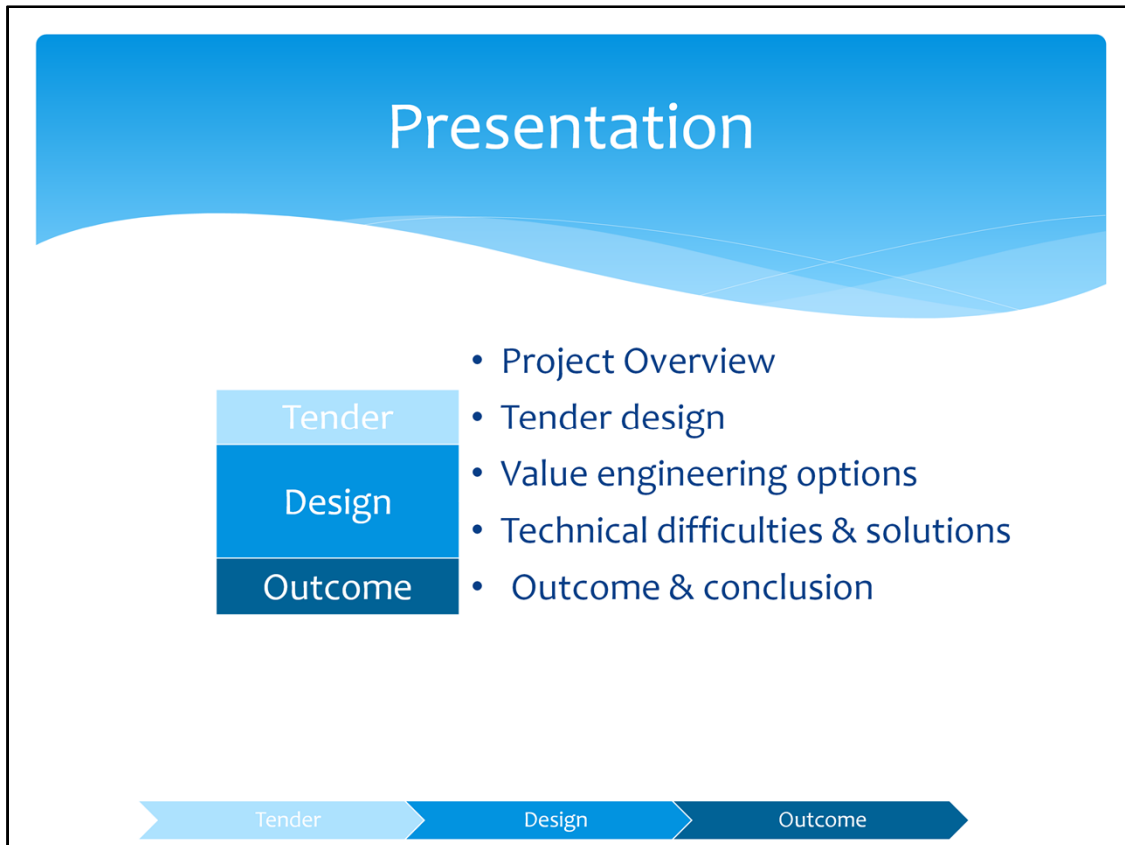 Presentation
• Project Overview
Tender
• Tender design
• Value engineering options
Design
• Technical difficulties & solutions
Outcome
• Outcome & conclusion
Tender
Design
Outcome